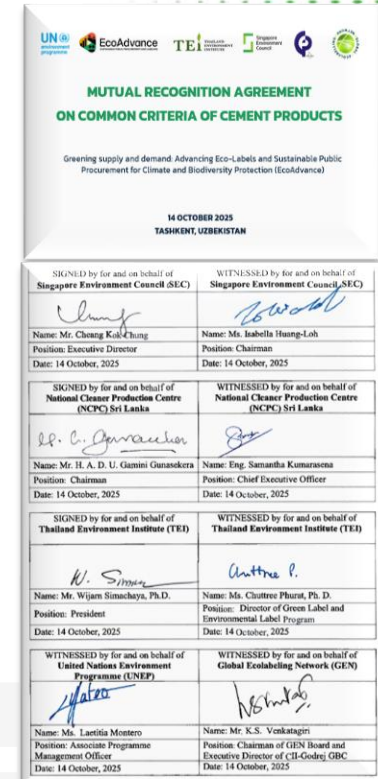 UN
environment
programme
EcoAdvance
TEI
THAILAND
ENVIRONMENT
INSTITUTE
Singapore
Environment
Council
MUTUAL RECOGNITION AGREEMENT
ON COMMON CRITERIA OF CEMENT PRODUCTS
Greening supply and demand: Advancing Eco-Labels and Sustainable Public
Procurement for Climate and Biodiversity Protection (EcoAdvance)
14 OCTOBER 2025
TASHKENT, UZBEKISTAN
SIGNED by for and on behalf of
Singapore Environment Council (SEC)
WITNESSED by for and on behalf of
Singapore Environment Council (SEC)
Name: Mr. Cheang Kok Chung
Name: Ms. Isabella Huang-Loh
Position: Executive Director
Position: Chairman
Date: 14 October, 2025
Date: 14 October, 2025
SIGNED by for and on behalf of
National Cleaner Production Centre
(NCPC) Sri Lanka
WITNESSED by for and on behalf of
National Cleaner Production Centre
(NCPC) Sri Lanka
Name: Mr. H. A. D. U. Gamini Gunasekera
Name: Eng. Samantha Kumarasena
Position: Chairman
Position: Chief Executive Officer
Date: 14 October, 2025
Date: 14 October, 2025
SIGNED by for and on behalf of
Thailand Environment Institute (TEI)
WITNESSED by for and on behalf of
Thailand Environment Institute (TEI)
Name: Mr. Wijarn Simachaya, Ph.D.
Name: Ms. Chuttree Phurat, Ph. D.
Position: President
Position: Director of Green Label and
Environmental Label Program
Date: 14 October, 2025
Date: 14 October, 2025
WITNESSED by for and on behalf of
United Nations Environment
Programme (UNEP)
WITNESSED by for and on behalf of
Global Ecolabeling Network (GEN)
Name: Ms. Laetitia Montero
Name: Mr. K.S. Venkatagiri
Position: Associate Programme
Management Officer
Position: Chairman of GEN Board and
Executive Director of CII-Godrej GBC
Date: 14 October, 2025
Date: 14 October, 2025